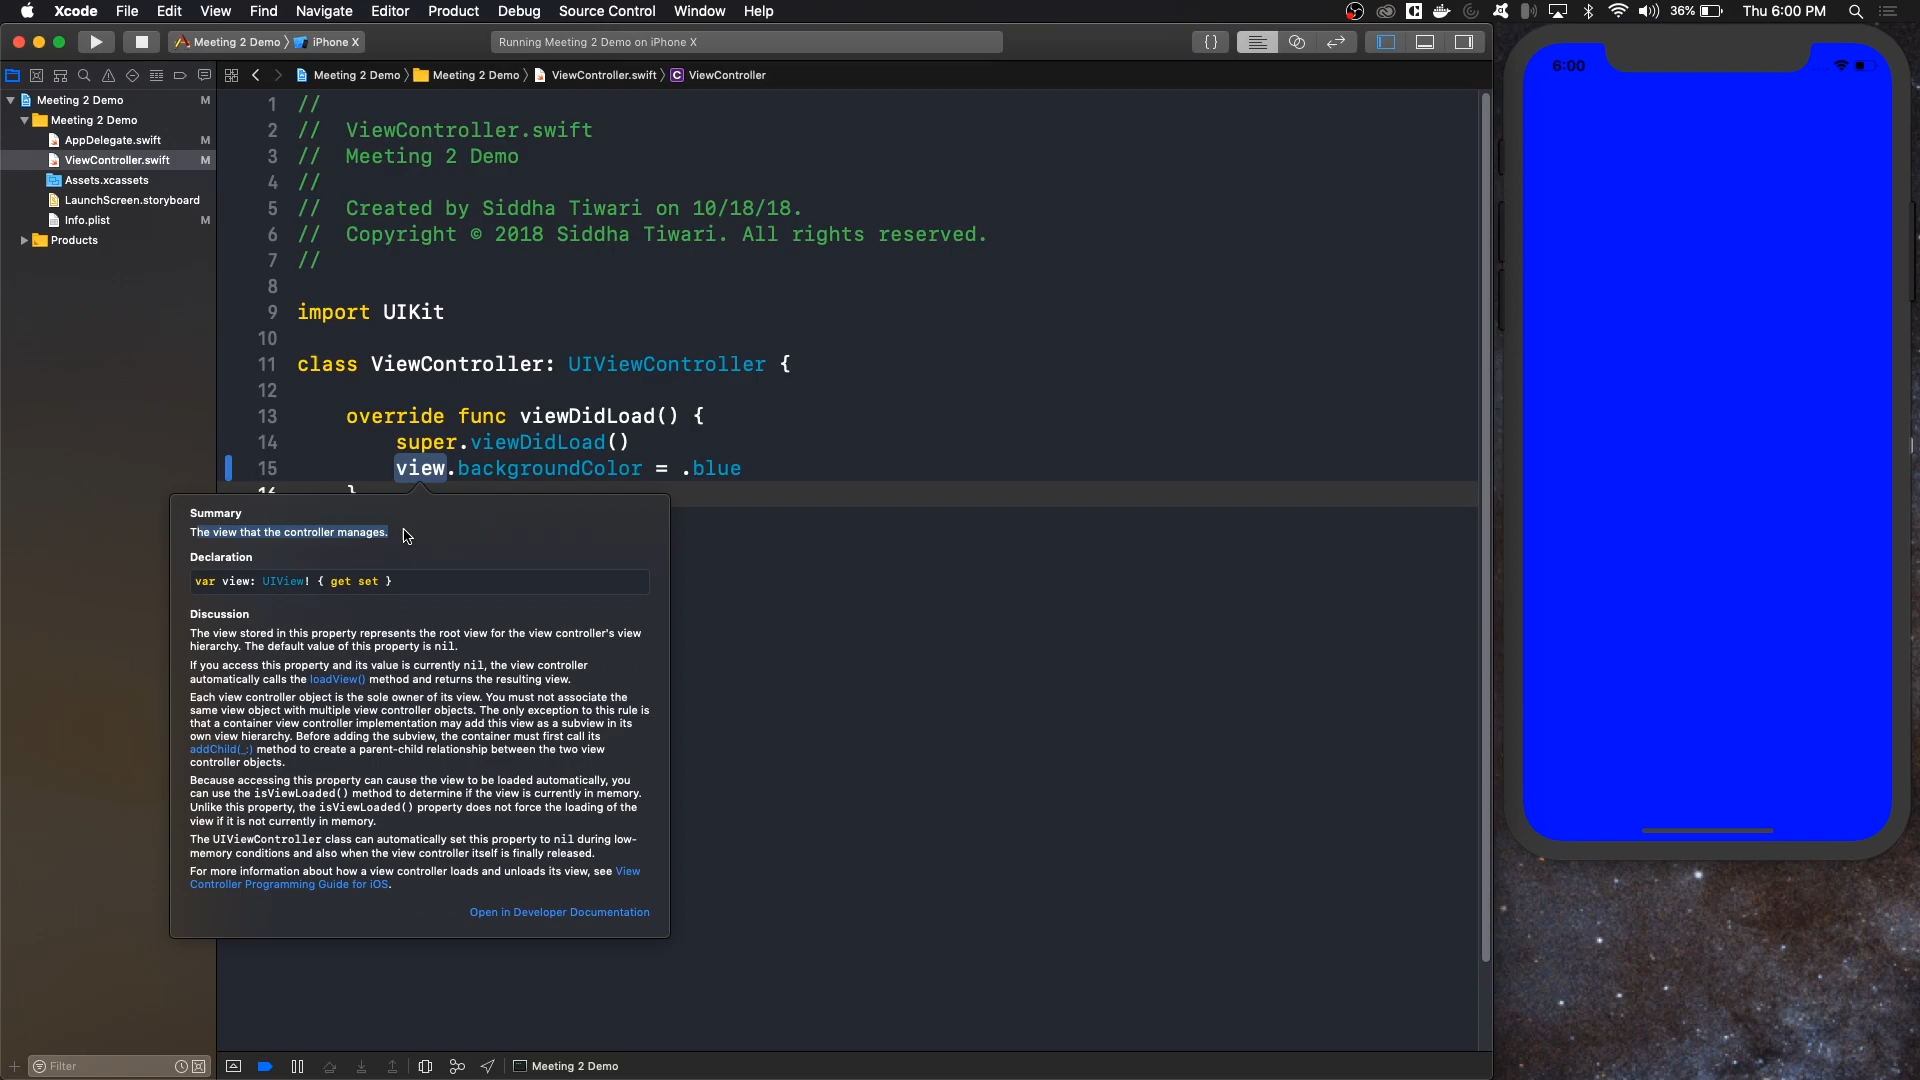 Xcode File Edit View Find Navigate Editor Product Debug Source Control Window Help 36% Thu 6:00 PM
Meeting 2 Demo iPhone X Running Meeting 2 Demo on iPhone X { }
Meeting 2 Demo Meeting 2 Demo ViewController.swift C ViewController
6:00
Meeting 2 Demo M
Meeting 2 Demo
AppDelegate.swift M
ViewController.swift M
Assets.xcassets
LaunchScreen.storyboard
Info.plist M
Products
1 //
2 // ViewController.swift
3 // Meeting 2 Demo
4 //
5 // Created by Siddha Tiwari on 10/18/18.
6 // Copyright © 2018 Siddha Tiwari. All rights reserved.
7 //
8
9 import UIKit
10
11 class ViewController: UIViewController {
12
13 override func viewDidLoad() {
14 super.viewDidLoad()
15 view.backgroundColor = .blue
16 }
Summary
The view that the controller manages.
Declaration
var view: UIView! { get set }
Discussion
The view stored in this property represents the root view for the view controller's view
hierarchy. The default value of this property is nil.
If you access this property and its value is currently nil, the view controller
automatically calls the loadView() method and returns the resulting view.
Each view controller object is the sole owner of its view. You must not associate the
same view object with multiple view controller objects. The only exception to this rule is
that a container view controller implementation may add this view as a subview in its
own view hierarchy. Before adding the subview, the container must first call its
addChild(_:) method to create a parent-child relationship between the two view
controller objects.
Because accessing this property can cause the view to be loaded automatically, you
can use the isViewLoaded() method to determine if the view is currently in memory.
Unlike this property, the isViewLoaded() property does not force the loading of the
view if it is not currently in memory.
The UIViewController class can automatically set this property to nil during low-
memory conditions and also when the view controller itself is finally released.
For more information about how a view controller loads and unloads its view, see View
Controller Programming Guide for iOS.
Open in Developer Documentation
Filter
Meeting 2 Demo